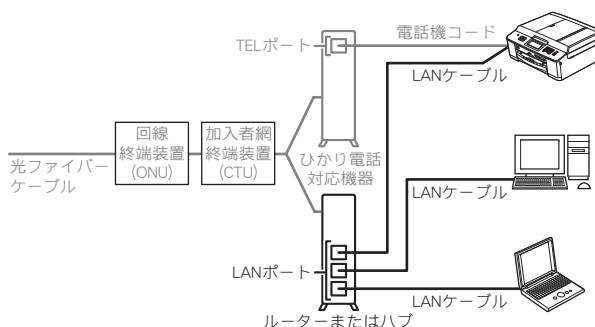 電話機コード
TELポート
LANケーブル
回線
終端装置
(ONU)
加入者網
終端装置
(CTU)
光ファイバー
ケーブル
ひかり電話
対応機器
LANケーブル
LANポート
LANケーブル
ルーターまたはハブ